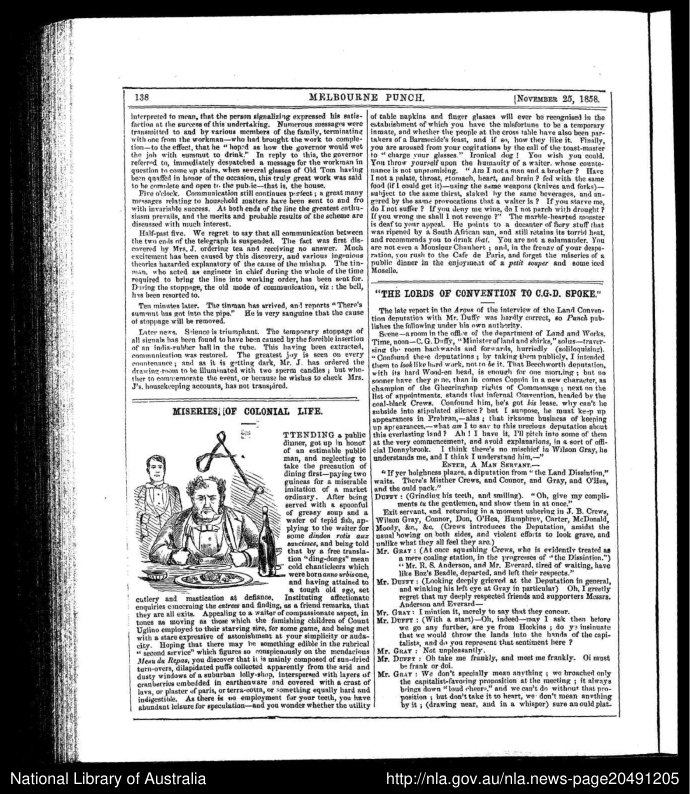 138
MELBOURNE PUNCH.
[NOVEMBER 25, 1858.
interpreted to mean, that the person signalising expressed his satis-
faction at the success of this undertaking. Numerous messages were
transmitted to and by various members of the family, terminating
with one from the workman—who had brought the work to comple-
tion—to the effect, that he "hoped as how the governor would wet
the job with summut to drink." In reply to this, the governor
referred to, immediately despatched a message for the workman in
question to come up stairs, when several glasses of Old Tom having
been quaffed in honor of the occasion, this truly great work was said
to be complete and open to the public—that is, the house.
Five o'clock. Communication still continues perfect; a great many
messages relating to household matters have been sent to and fro
with invariable success. At both ends of the line the greatest enthu-
siasm prevails, and the merits and probable results of the scheme are
discussed with much interest.
Half-past five. We regret to say that all communication between
the two ends of the telegraph is suspended. The fact was first dis-
covered by Mrs. J. ordering tea and receiving no answer. Much
excitement has been caused by this discovery, and various ingenious
theories hazarded explanatory of the cause of the mishap. The tin-
man, who acted as engineer in chief during the whole of the time
required to bring the line into working order, has been sent for.
During the stoppage, the old mode of communication, viz: the bell,
has been resorted to.
Ten minutes later. The tinman has arrived, and reports "There's
summut has got into the pipe." He is very sanguine that the cause
of stoppage will be removed.
Later news. Science is triumphant. The temporary stoppage of
all signals has been found to have been caused by the forcible insertion
of an india-rubber ball in the tube. This having been extracted,
communication was restored. The greatest joy is seen on every
countenance; and as it is getting dark, Mr. J. has ordered the
drawing-room to be illuminated with two sperm candles; but whe-
ther to commemorate the event, or because he wishes to check Mrs.
J's. housekeeping accounts, has not transpired.
MISERIES OF COLONIAL LIFE.
TTENDING a public
dinner, got up in honor
of an estimable public
man, and neglecting to
take the precaution of
dining first—paying two
guineas for a miserable
imitation of a market
ordinary. After being
served with a spoonful
of greasy soup and a
wafer of tepid fish, ap-
plying to the waiter for
some dindon rotis aux
saucisses, and being told
that by a free transla-
tion "ding-dongs" mean
cold chanticleers which
were born anno urbis one,
and having attained to
a tough old age, set
cutlery and mastication at defiance. Instituting affectionate
enquiries concerning the entrees and finding, as a friend remarks, that
they are all exits. Appealing to a waiter of compassionate aspect, in
tones as moving as those which the famishing children of Count
Uglino employed to their starving sire, for some game, and being met
with a stare expressive of astonishment at your simplicity or auda-
city. Hoping that there may be something edible in the rubrical
"second service" which figures so conspicuously on the mendacious
Menu du Repas, you discover that it is mainly composed of sun-dried
turn-overs, dilapidated puffs collected apparently from the arid and
dusty windows of a suburban lolly-shop, interspersed with layers of
cranberries embedded in earthenware and covered with a crust of
lava, or plaster of paris, or terra-cotta, or something equally hard and
indigestible. As there is no employment for your teeth, you have
abundant leisure for speculation—and you wonder whether the utility
of table napkins and finger glasses will ever be recognised in the
establishment of which you have the misfortune to be a temporary
inmate, and whether the people at the cross table have also been par-
takers of a Barmecide's feast, and if so, how they like it. Finally,
you are aroused from your cogitations by the call of the toast-master
to "charge your glasses." Ironical dog! You wish you could.
You throw yourself upon the humanity of a waiter, whose counte-
nance is not unpromising. "Am I not a man and a brother? Have
I not a palate, throat, stomach, heart, and brain? fed with the same
food (if I could get it)—using the same weapons (knives and forks)—
subject to the same thirst, slaked by the same beverages, and an-
gered by the same provocations that a waiter is? If you starve me,
do I not suffer? If you deny me wine, do I not parch with drought?
If you wrong me shall I not revenge?" The marble-hearted monster
is deaf to your appeal. He points to a decanter of fiery stuff that
was ripened by a South African sun, and still retains its torrid heat,
and recommends you to drink that. You are not a salamander. You
are not even a Monsieur Chaubert; and, in the frenzy of your despe-
ration, you rush to the Cafe de Paris, and forget the miseries of a
public dinner in the enjoyment of a petit souper and some iced
Moselle.
"THE LORDS OF CONVENTION TO C.G.D. SPOKE."
The late report in the Argus of the interview of the Land Conven-
tion deputation with Mr. Duffy was hardly correct, so Punch pub-
lishes the following under his own authority.
Scene—a room in the office of the department of Land and Works.
Time, noon—C. G. Duffy, "Minister of land and shirks," solus—traver-
sing the room backwards and forwards, hurriedly (soliloquising).
"Confound these deputations; by taking them publicly, I intended
them to look like hard work, not to be it. That Beechworth deputation,
with its hard Wood-en head, is enough for one morning; but no
sooner have they gone, than in comes Coppin in a new character, as
champion of the Gheeringhap rights of Commonage; next on the
list of appointments, stands that infernal Convention, headed by the
coal-black Crews. Confound him, he's got his lease, why can't he
subside into stipulated silence? but I suppose, he must keep up
appearances in Prahran,—alas; that irksome business of keeping
up appearances.—what am I to say to this precious deputation about
this everlasting land? Ah! I have it, I'll pitch into some of them
at the very commencement, and avoid explanations, in a sort of offi-
cial Donnybrook. I think there's no mischief in Wilson Gray, he
understands me, and I think I understand him,—"
ENTER, A MAN SERVANT.—
"If yer hoighness plazes, a diputation from "the Land Dissintion,"
waits. There's Misther Crews, and Connor, and Gray, and O'Hea,
and the ould pack."
DUFFY: (Grinding his teeth, and smiling). "Oh, give my compli-
ments to the gentlemen, and show them in at once."
Exit servant, and returning in a moment ushering in J. B. Crews,
Wilson Gray, Connor, Don, O'Hea, Humphrey, Carter, McDonald,
Moody, &c., &c. (Crews introduces the Deputation, amidst the
usual bowing on both sides, and violent efforts to look grave, and
unlike what they all feel they are.)
Mr. GRAY: (At once squashing Crews, who is evidently treated as
a mere coaling station, in the progresses of "the Dissintion.")
"Mr. R. S. Anderson, and Mr. Everard, tired of waiting, have
like Box's Beadle, departed, and left their respects."
Mr. DUFFY: (Looking deeply grieved at the Deputation in general,
and winking his left eye at Gray in particular) Oh, I greetly
regret that my deeply respected friends and supporters Messrs.
Anderson and Everard—
Mr. GRAY: I mintion it, merely to say that they concur.
Mr. DUFFY: (With a start)—Oh, indeed—may I ask then before
we go any further, are ye from Hoskins; do ye insinuate
that we would throw the lands into the hands of the capi-
talists, and do you represent that sentiment here?
Mr. GRAY: Not unpleasantly.
Mr. DUFFY: Oh take me frankly, and meet me frankly. Oi must
be frank or doi.
Mr. GRAY: We don't specially mean anything; we broached only
the capitalist-favoring proposition at the meeting; it always
brings down "loud cheers," and we can't do without that pro-
position; but don't take it to heart, we don't mean anything
by it; (drawing near, and in a whisper) sure an ould plat-
National Library of Australia
http://nla.gov.au/nla.news-page20491205